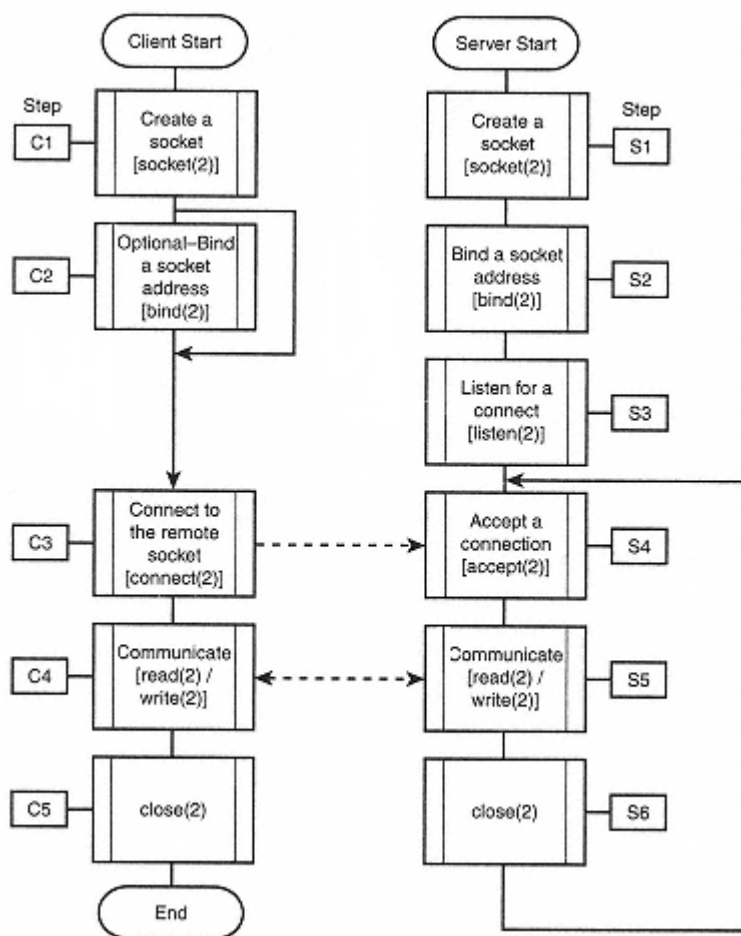 Client Start
Server Start
Step
C1
Create a
socket
[socket(2)]
Create a
socket
[socket(2)]
Step
S1
C2
Optional–Bind
a socket
address
[bind(2)]
Bind a socket
address
[bind(2)]
S2
Listen for a
connect
[listen(2)]
S3
C3
Connect to
the remote
socket
[connect(2)]
Accept a
connection
[accept(2)]
S4
C4
Communicate
[read(2) /
write(2)]
Communicate
[read(2) /
write(2)]
S5
C5
close(2)
close(2)
S6
End